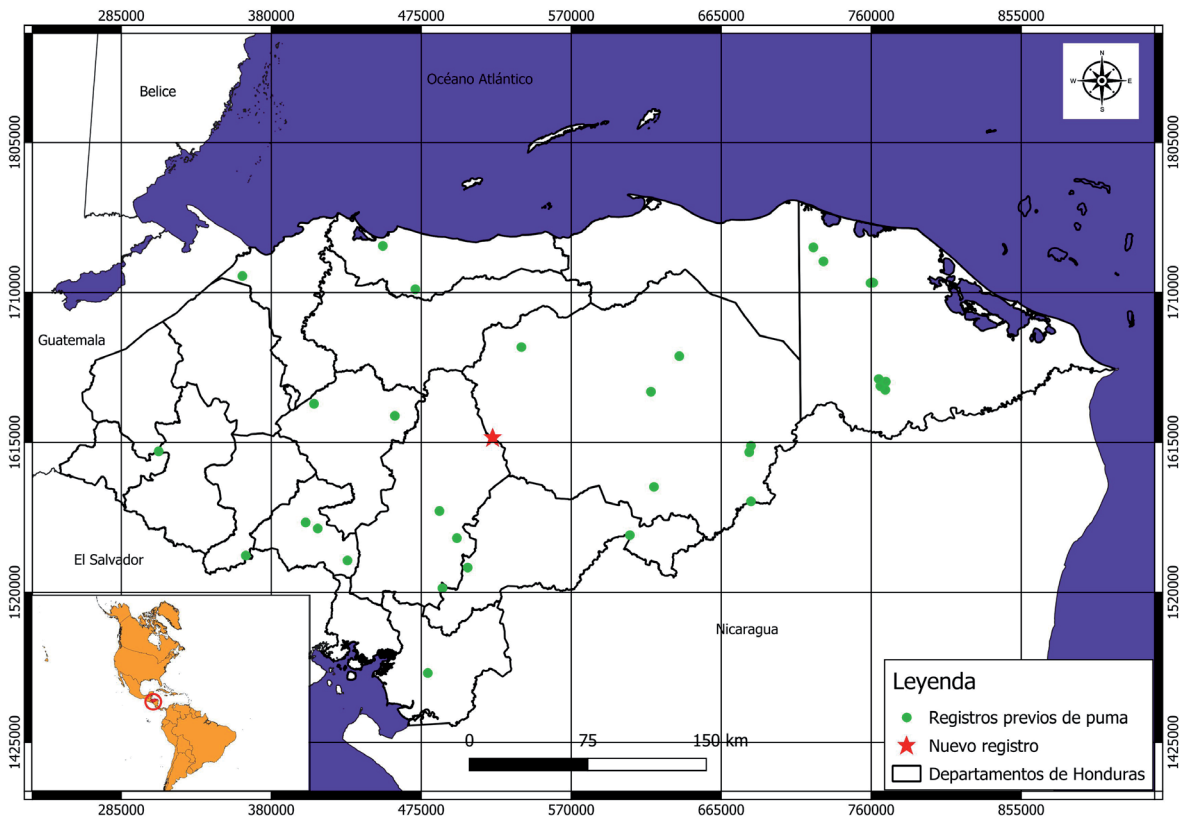 285000 380000 475000 570000 665000 760000 855000
N
W E
S
Belice
Océano Atlántico
1805000 1805000
1710000 1710000
Guatemala
1615000 1615000
El Salvador
1520000 1520000
Nicaragua
Leyenda
Registros previos de puma
Nuevo registro
Departamentos de Honduras
0 75 150 km
1425000 1425000
285000 380000 475000 570000 665000 760000 855000